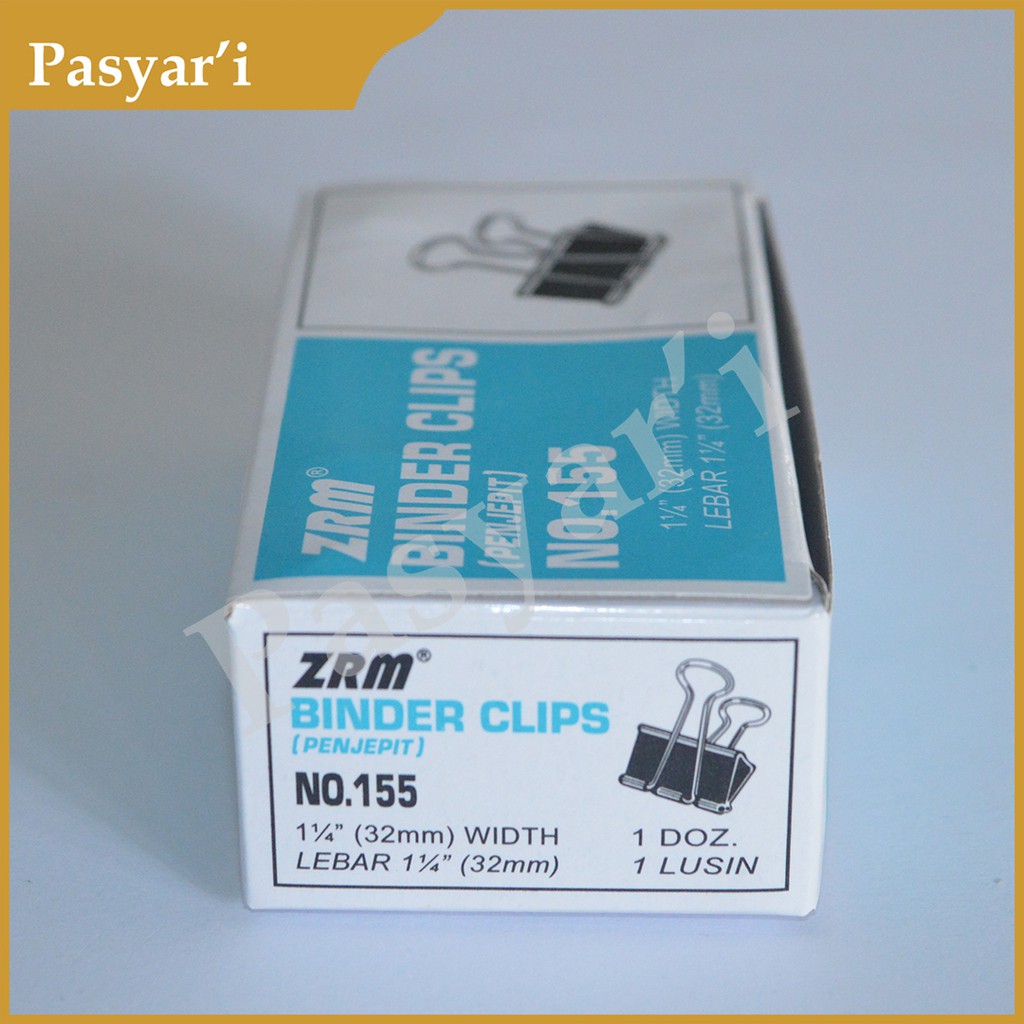 Pasyar'i
ZRM®
BINDER CLIPS
(PENJEPIT)
NO.155
1¼" (32mm) WIDTH
LEBAR 1¼" (32mm)
Pasyar'i
ZRM®
BINDER CLIPS
(PENJEPIT)
NO.155
1¼" (32mm) WIDTH 1 DOZ.
LEBAR 1¼" (32mm) 1 LUSIN